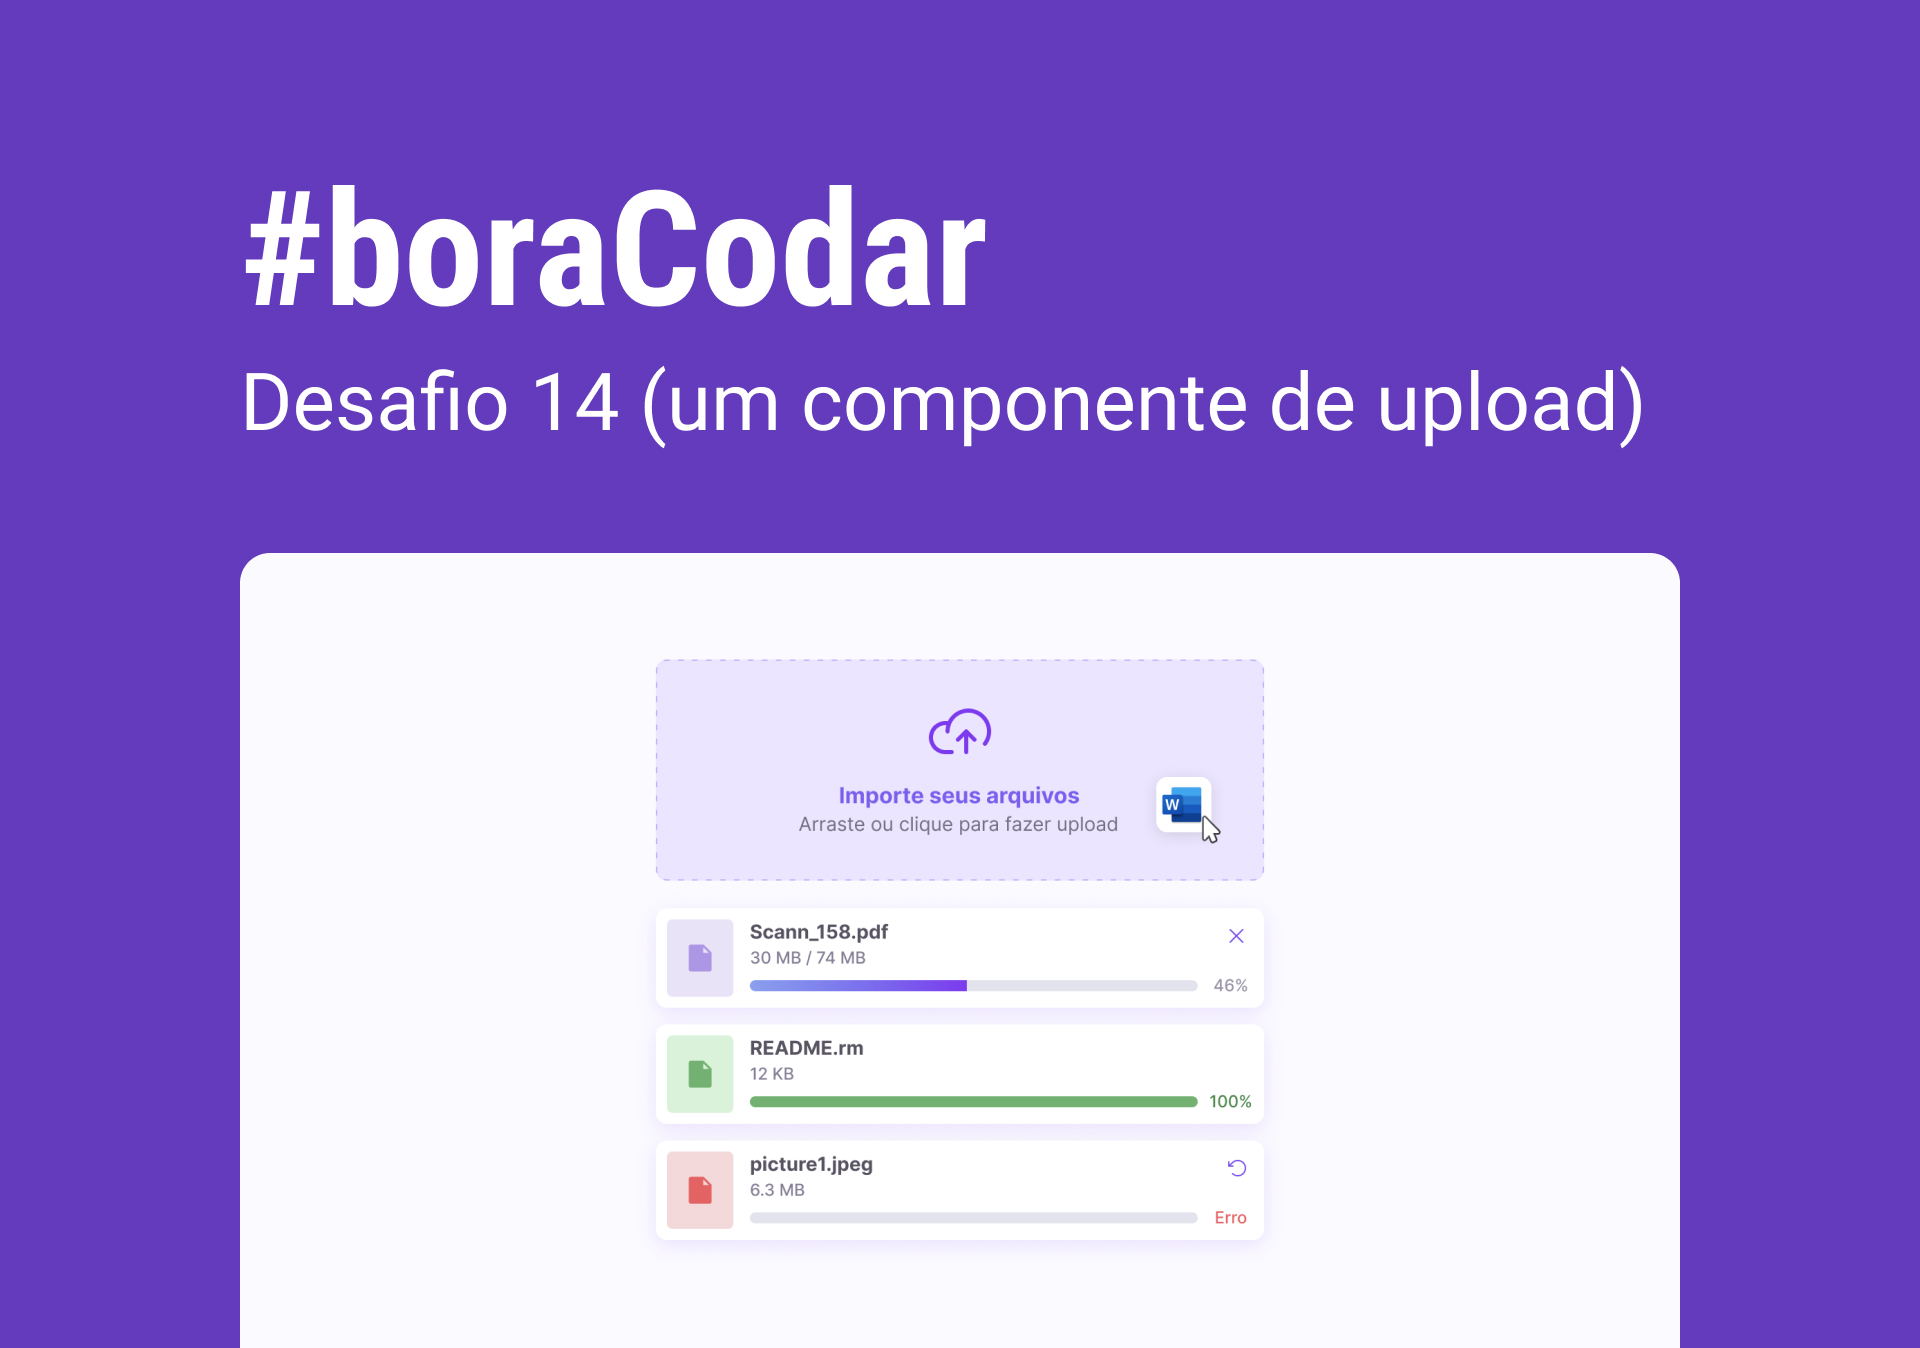 #boraCodar
Desafio 14 (um componente de upload)
Importe seus arquivos
Arraste ou clique para fazer upload
W
Scann_158.pdf
30 MB / 74 MB
46%
README.rm
12 KB
100%
picture1.jpeg
6.3 MB
Erro